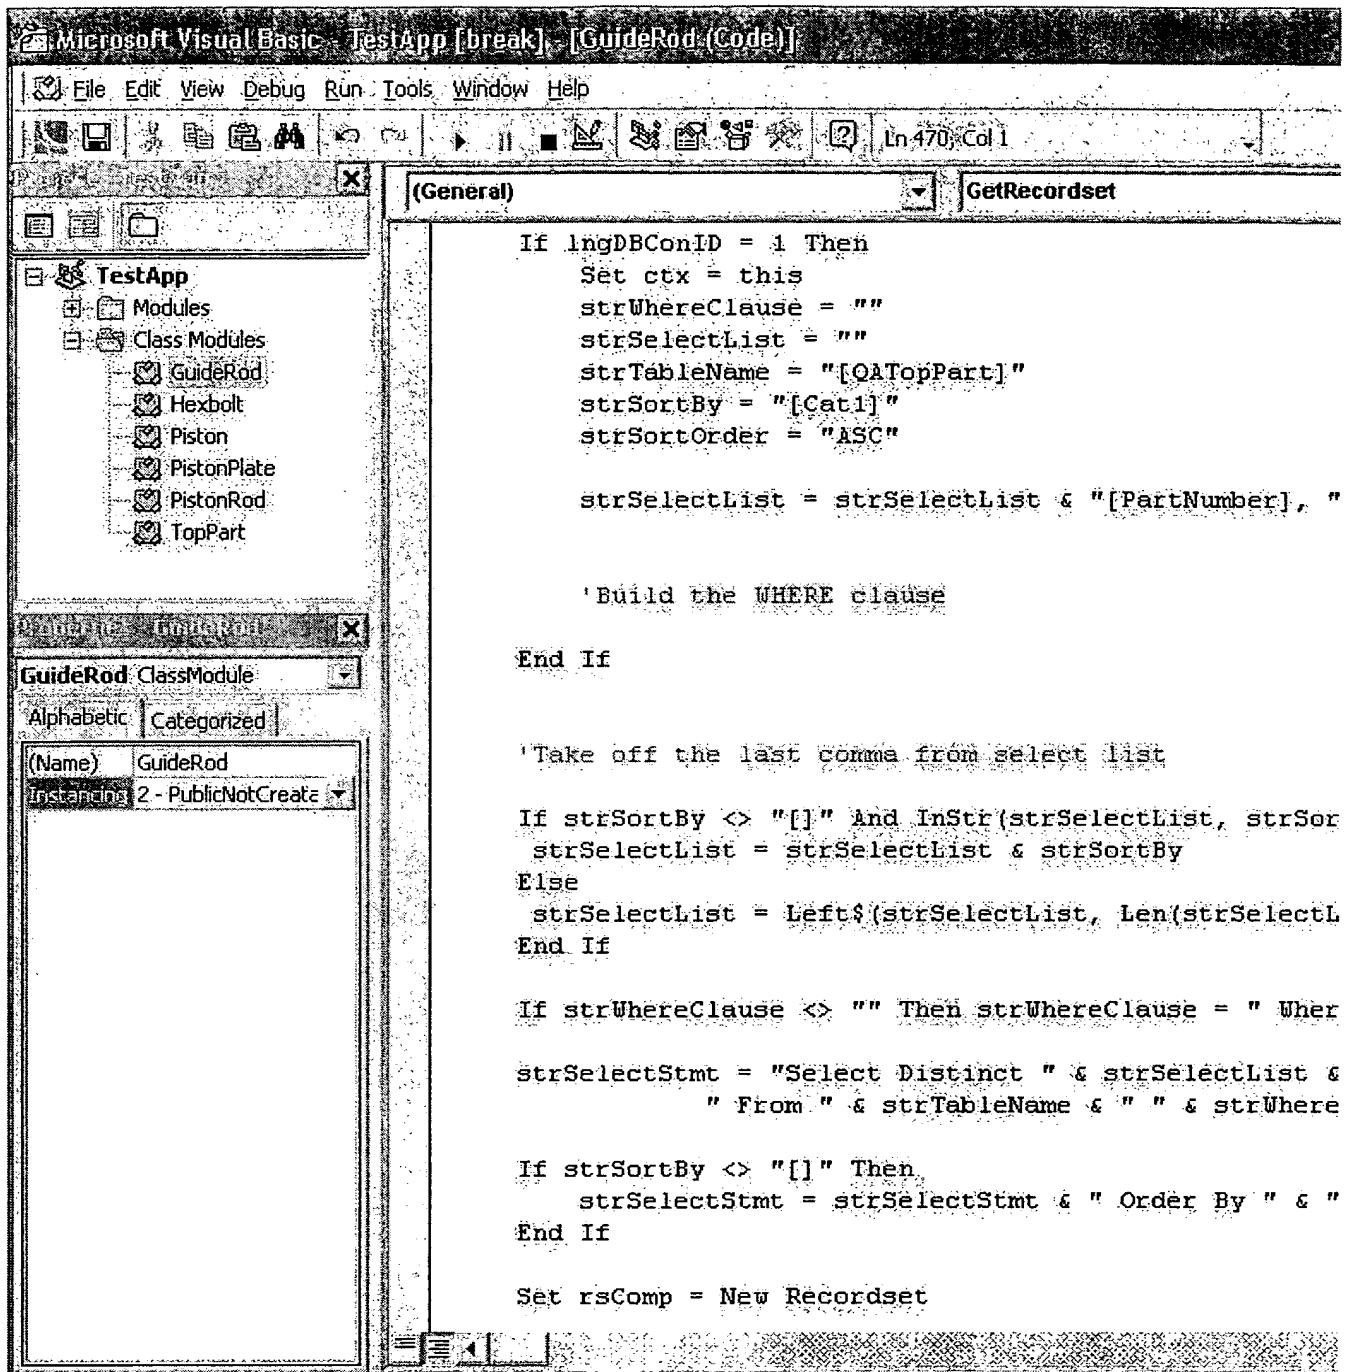 Microsoft Visual Basic - TestApp [break] - [GuideRod (Code)]
File Edit View Debug Run Tools Window Help
Ln 470, Col 1
(General) GetRecordset
TestApp
Modules
Class Modules
GuideRod
Hexbolt
Piston
PistonPlate
PistonRod
TopPart
Properties - GuideRod
GuideRod ClassModule
Alphabetic Categorized
(Name) GuideRod
Instancing 2 - PublicNotCreata
If lngDBConID = 1 Then
Set ctx = this
strWhereClause = ""
strSelectList = ""
strTableName = "[QATopPart]"
strSortBy = "[Cat1]"
strSortOrder = "ASC"
strSelectList = strSelectList & "[PartNumber], "
'Build the WHERE clause
End If
'Take off the last comma from select list
If strSortBy <> "[]" And InStr(strSelectList, strSor
strSelectList = strSelectList & strSortBy
Else
strSelectList = Left$(strSelectList, Len(strSelectL
End If
If strWhereClause <> "" Then strWhereClause = " Wher
strSelectStmt = "Select Distinct " & strSelectList &
" From " & strTableName & " " & strWhere
If strSortBy <> "[]" Then
strSelectStmt = strSelectStmt & " Order By " & "
End If
Set rsComp = New Recordset